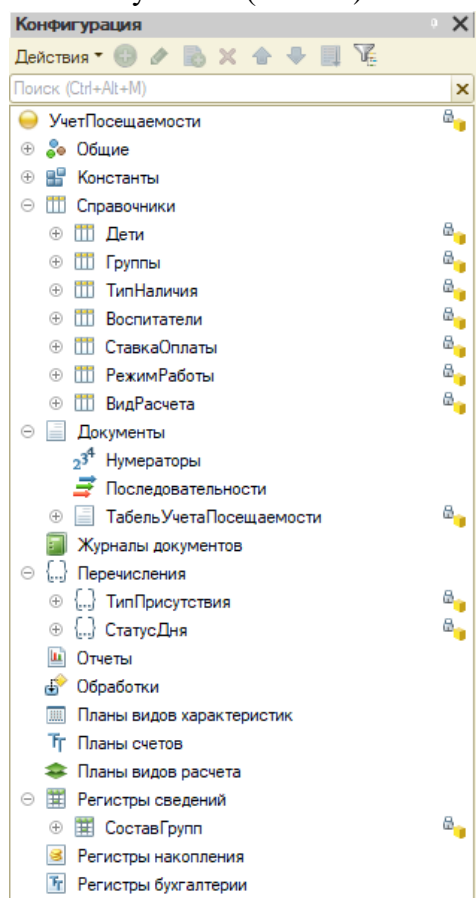 Конфигурация
Действия
Поиск (Ctrl+Alt+M)
УчетПосещаемости
Общие
Константы
Справочники
Дети
Группы
ТипНаличия
Воспитатели
СтавкаОплаты
РежимРаботы
ВидРасчета
Документы
Нумераторы
Последовательности
ТабельУчетаПосещаемости
Журналы документов
Перечисления
ТипПрисутствия
СтатусДня
Отчеты
Обработки
Планы видов характеристик
Планы счетов
Планы видов расчета
Регистры сведений
СоставГрупп
Регистры накопления
Регистры бухгалтерии